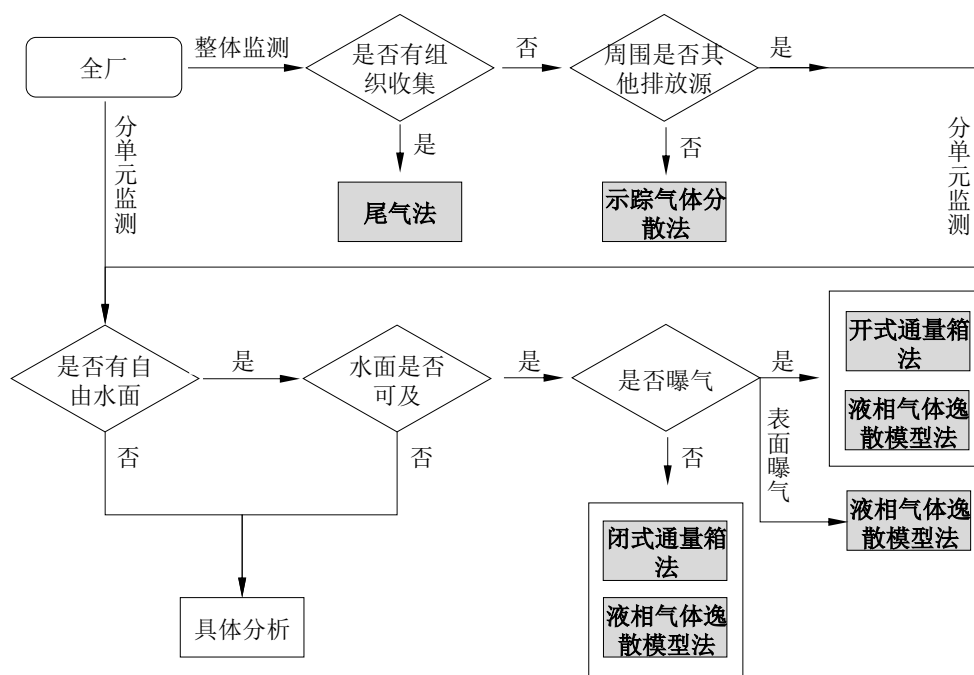 全厂
整体监测
是否有组
织收集
否
周围是否其
他排放源
是
分单元监测
是
否
分单元监测
尾气法
示踪气体分
散法
是否有自
由水面
是
水面是否
可及
是
是否曝气
是
开式通量箱
法
液相气体逸
散模型法
否
否
否
表面曝气
液相气体逸
散模型法
闭式通量箱
法
液相气体逸
散模型法
具体分析